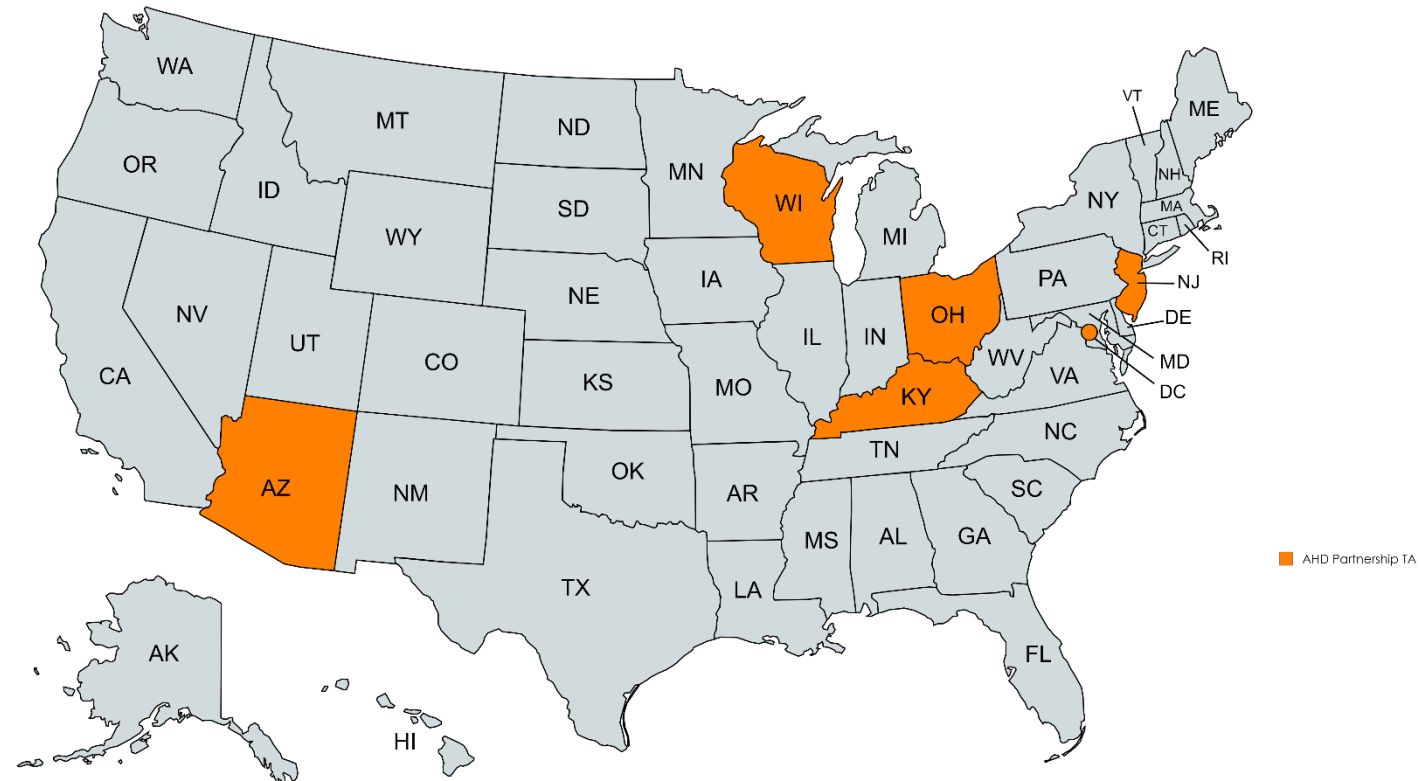 WA
OR
CA
ID
NV
MT
WY
UT
AZ
CO
NM
ND
SD
NE
KS
OK
TX
MN
IA
MO
AR
LA
WI
IL
MS
MI
IN
OH
KY
TN
AL
GA
FL
SC
NC
VA
WV
PA
NY
VT
NH
ME
MA
CT
RI
NJ
DE
MD
DC
AK
HI
AHD Partnership TA